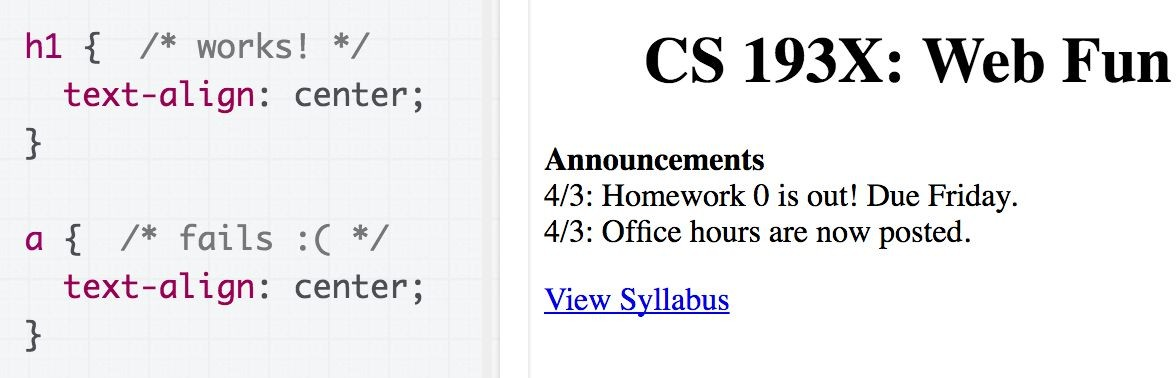 h1 {  /* works! */
  text-align: center;
}
a {  /* fails :( */
  text-align: center;
}
CS 193X: Web Fun
Announcements
4/3: Homework 0 is out! Due Friday.
4/3: Office hours are now posted.
View Syllabus